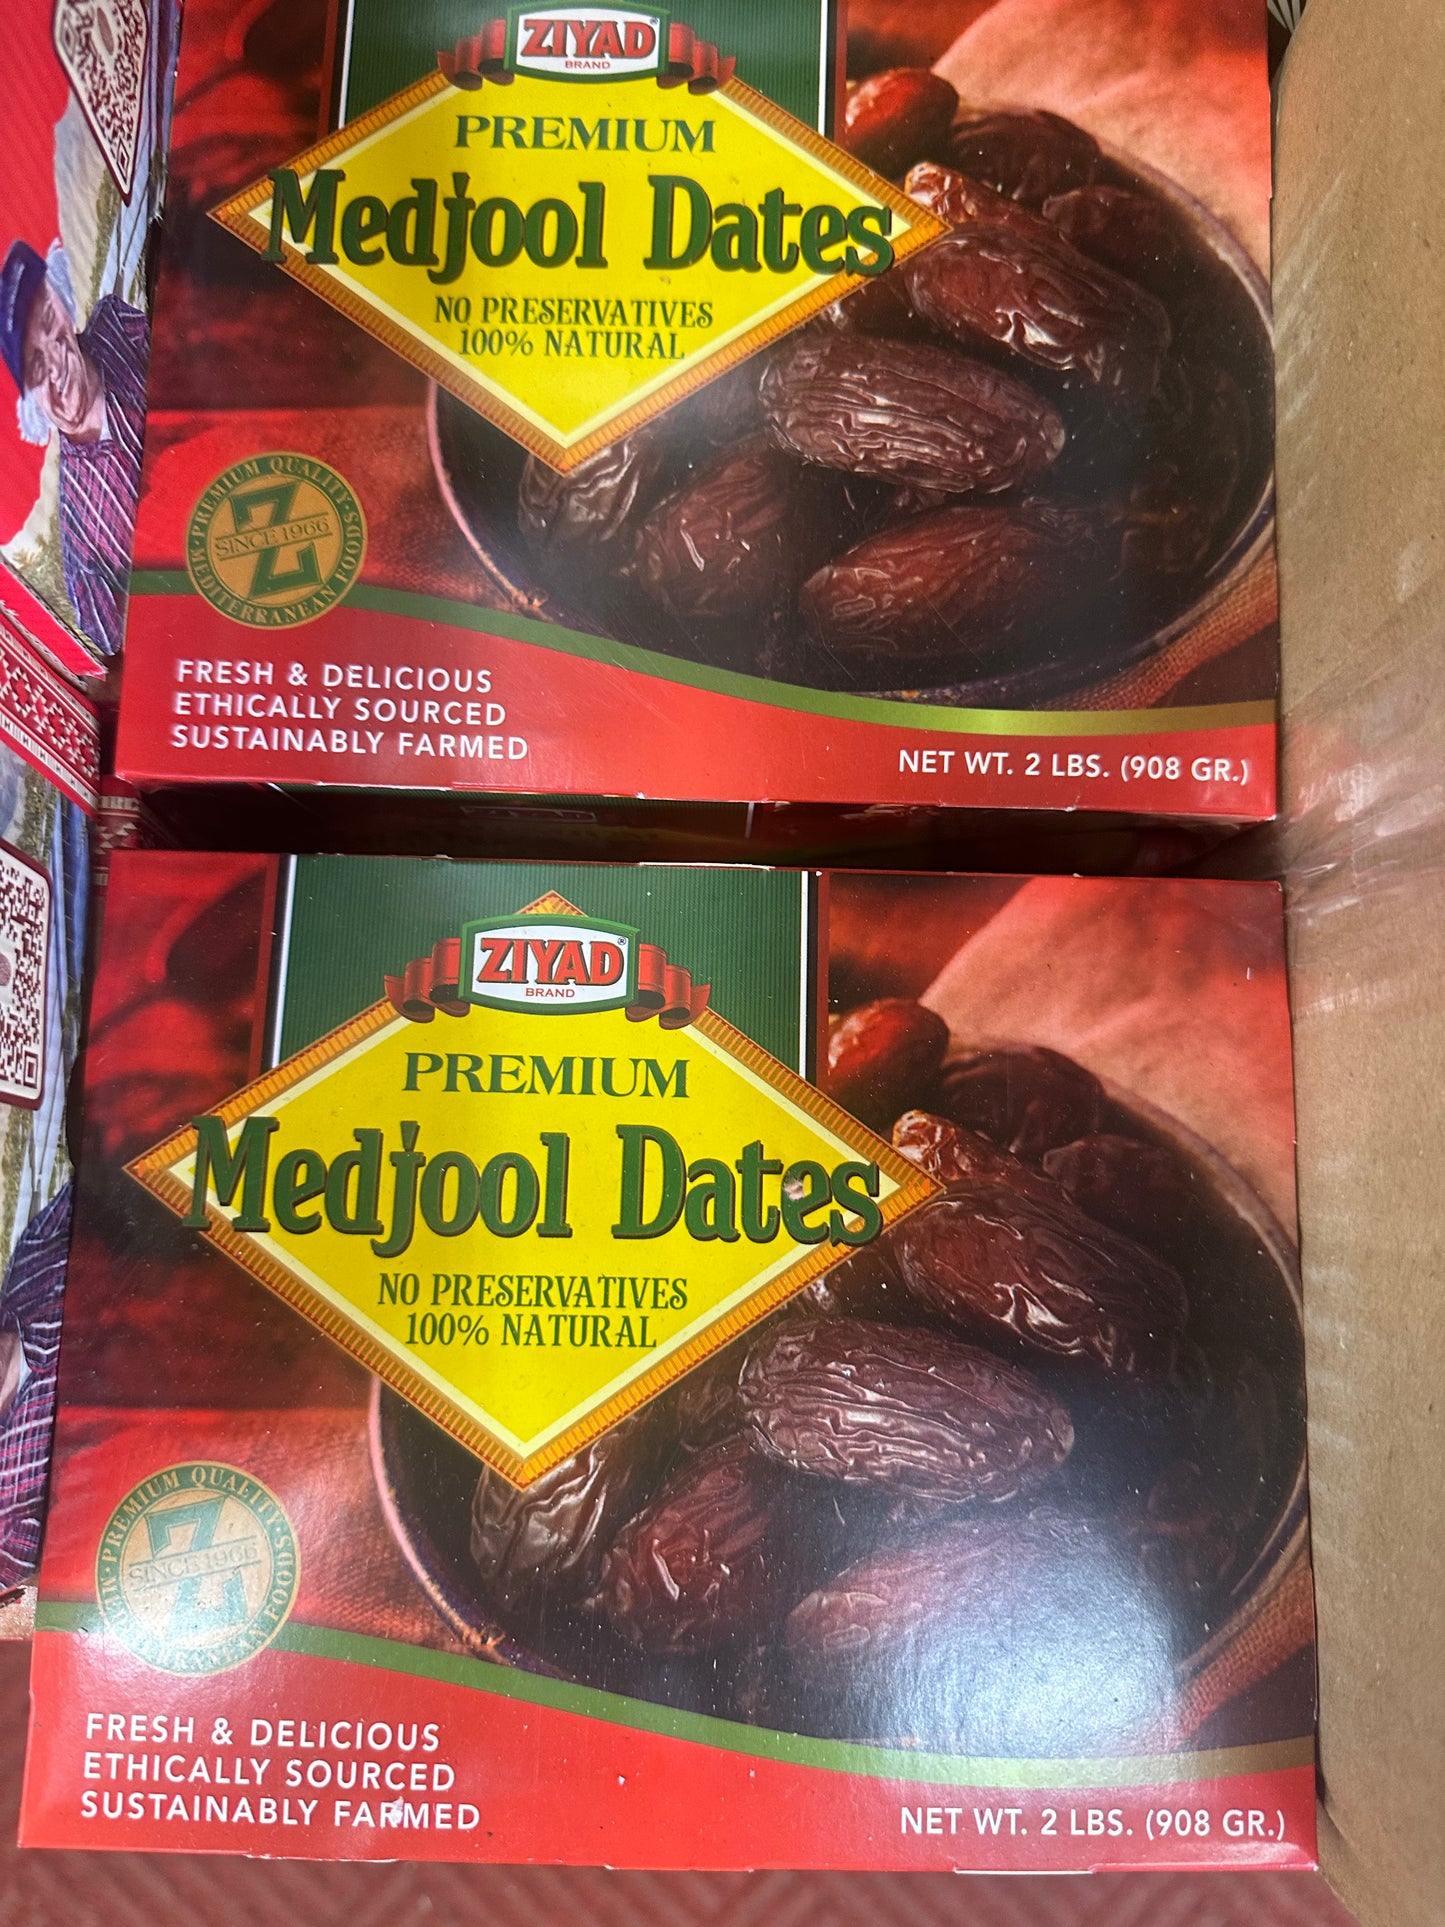 ZIYAD®
BRAND
PREMIUM
Medjool Dates
NO PRESERVATIVES
100% NATURAL
PREMIUM QUALITY
Z
SINCE 1966
MEDITERRANEAN FOODS
FRESH & DELICIOUS
ETHICALLY SOURCED
SUSTAINABLY FARMED
NET WT. 2 LBS. (908 GR.)
ZIYAD®
BRAND
PREMIUM
Medjool Dates
NO PRESERVATIVES
100% NATURAL
PREMIUM QUALITY
Z
SINCE 1966
FOODS
FRESH & DELICIOUS
ETHICALLY SOURCED
SUSTAINABLY FARMED
NET WT. 2 LBS. (908 GR.)